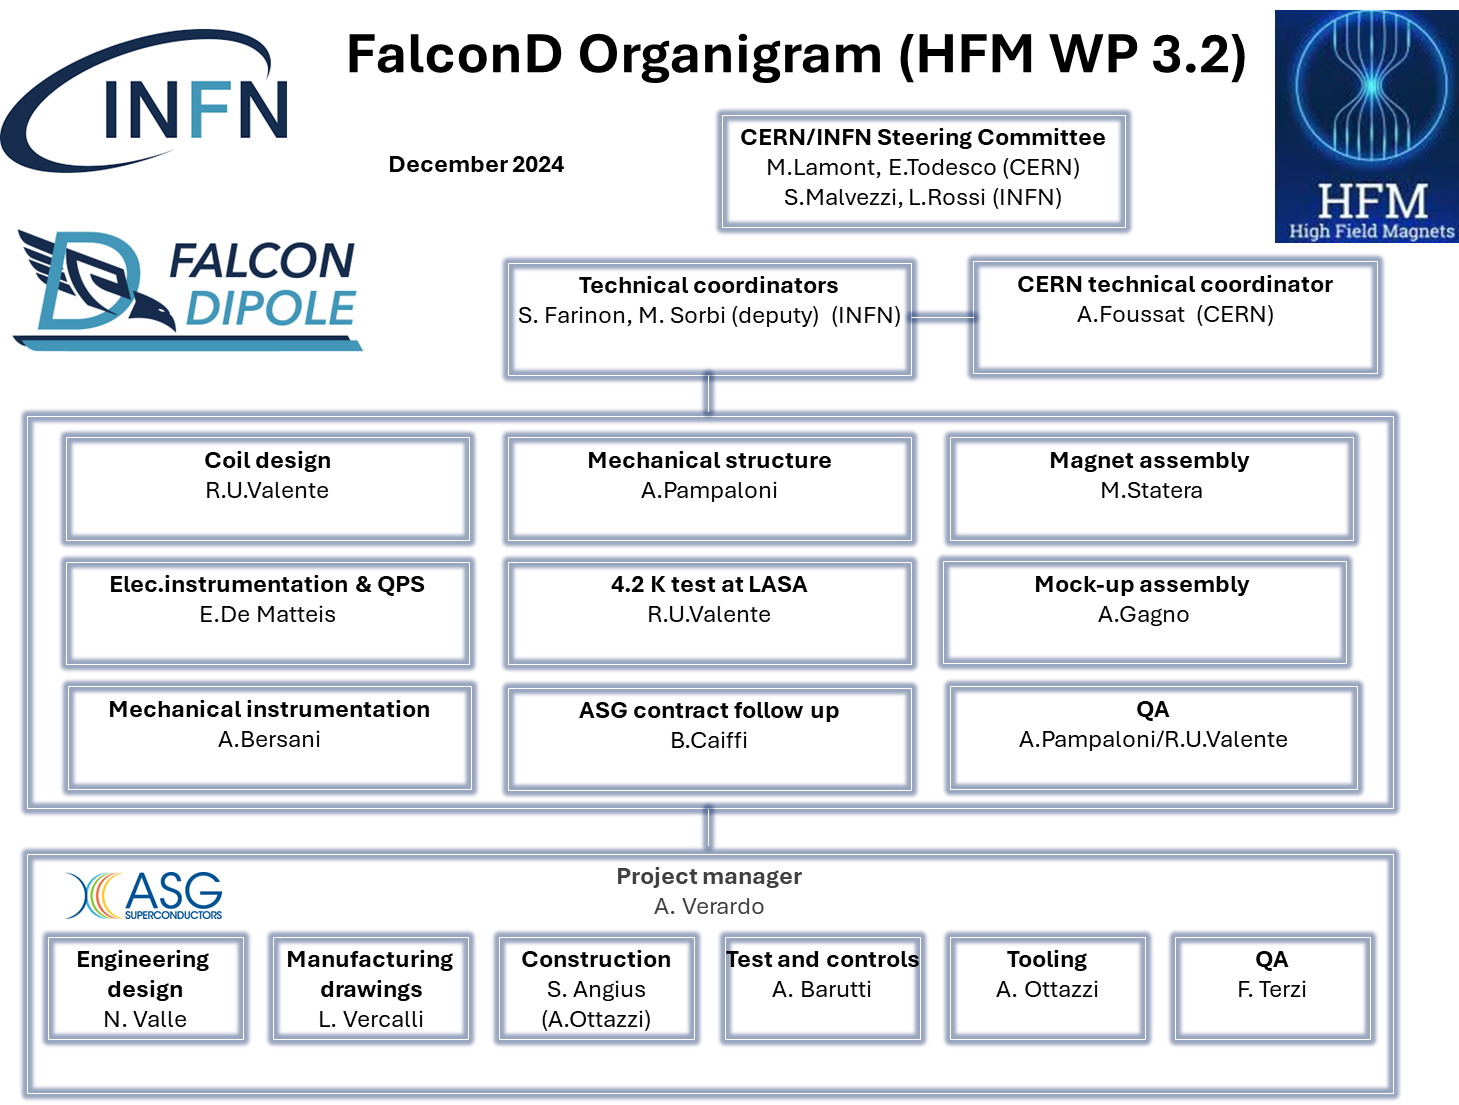 INFN
FalconD Organigram (HFM WP 3.2)
December 2024
CERN/INFN Steering Committee
M.Lamont, E.Todesco (CERN)
S.Malvezzi, L.Rossi (INFN)
HFM
High Field Magnets
FALCON
DIPOLE
Technical coordinators
S. Farinon, M. Sorbi (deputy) (INFN)
CERN technical coordinator
A.Foussat (CERN)
Coil design
R.U.Valente
Mechanical structure
A.Pampaloni
Magnet assembly
M.Statera
Elec.instrumentation & QPS
E.De Matteis
4.2 K test at LASA
R.U.Valente
Mock-up assembly
A.Gagno
Mechanical instrumentation
A.Bersani
ASG contract follow up
B.Caiffi
QA
A.Pampaloni/R.U.Valente
ASG
SUPERCONDUCTORS
Project manager
A. Verardo
Engineering
design
N. Valle
Manufacturing
drawings
L. Vercalli
Construction
S. Angius
(A.Ottazzi)
Test and controls
A. Barutti
Tooling
A. Ottazzi
QA
F. Terzi